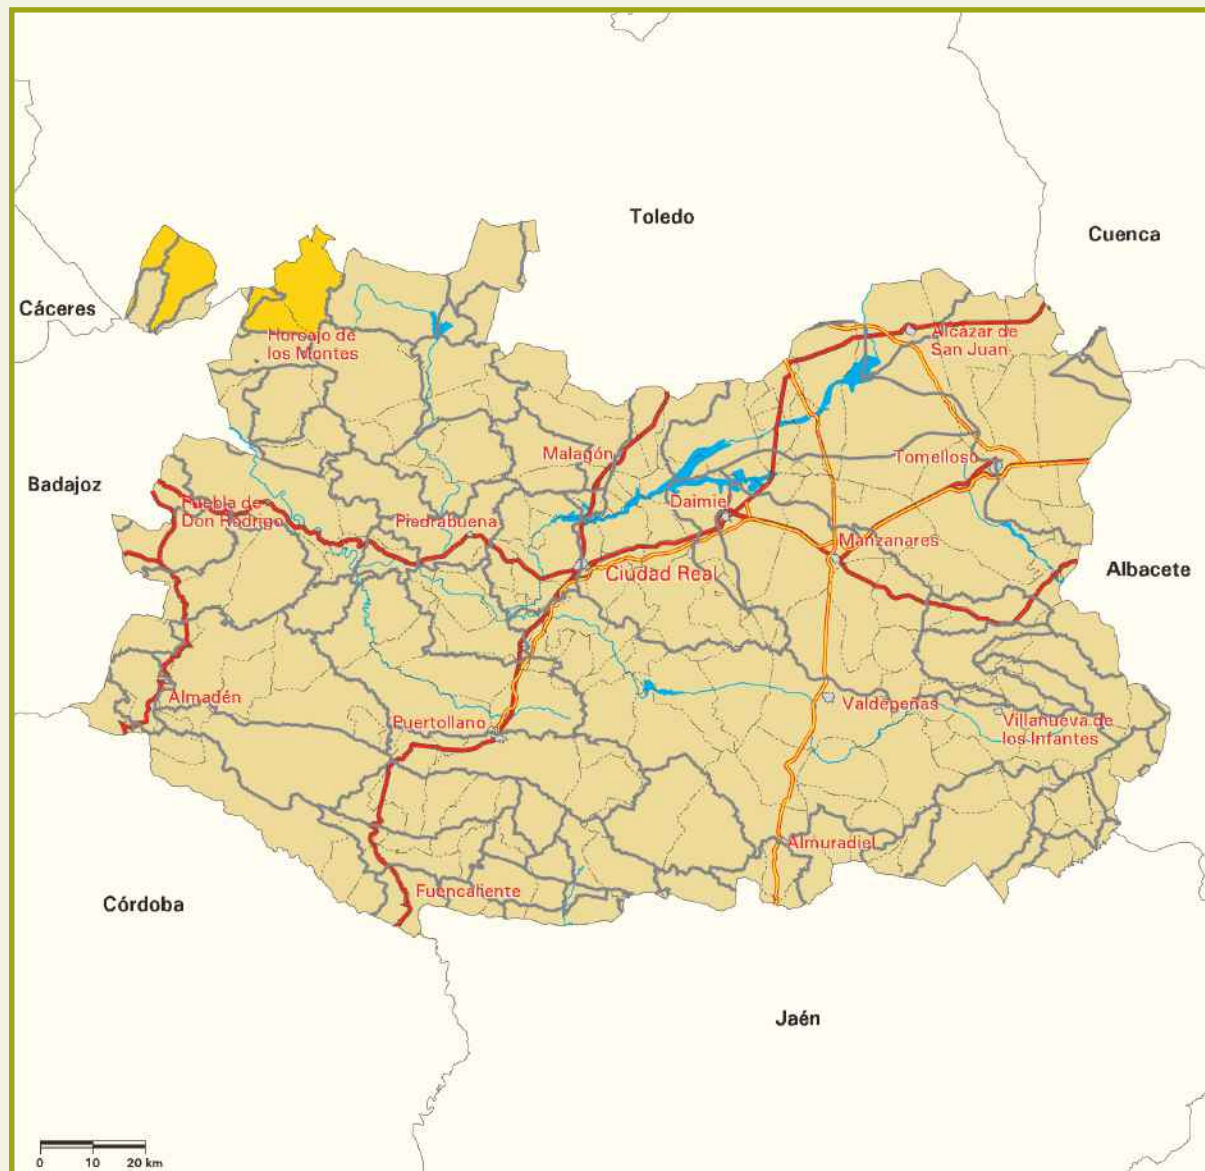 Toledo
Cuenca
Cáceres
Horcajo de
los Montes
Alcázar de
San Juan
Malagón
Tomelloso
Badajoz
Puebla de
Don Rodrigo
Piedrabuena
Daimiel
Manzanares
Ciudad Real
Albacete
Almadén
Valdepeñas
Puertollano
Villanueva de
los Infantes
Almuradiel
Fuencaliente
Córdoba
Jaén
0 10 20 km